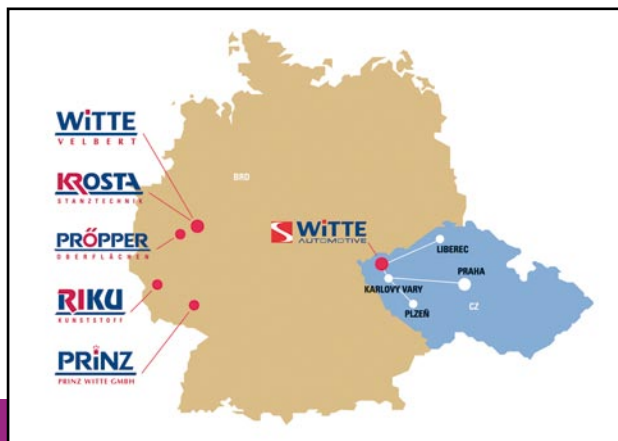 WiTTE
VELBERT
KROSTA
STANZTECHNIK
PRÖPPER
OBERFLÄCHEN
RIKU
KUNSTSTOFF
PRiNZ
PRINZ WITTE GMBH
BRD
WiTTE
AUTOMOTIVE
LIBEREC
PRAHA
KARLOVY VARY
CZ
PLZEŇ